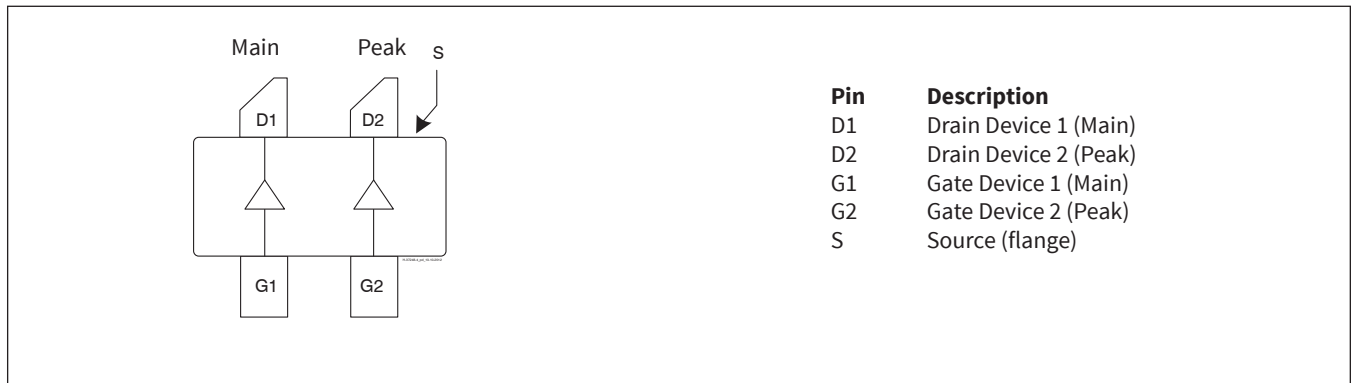 Main Peak S
D1 D2
G1 G2
Pin Description
D1 Drain Device 1 (Main)
D2 Drain Device 2 (Peak)
G1 Gate Device 1 (Main)
G2 Gate Device 2 (Peak)
S Source (flange)